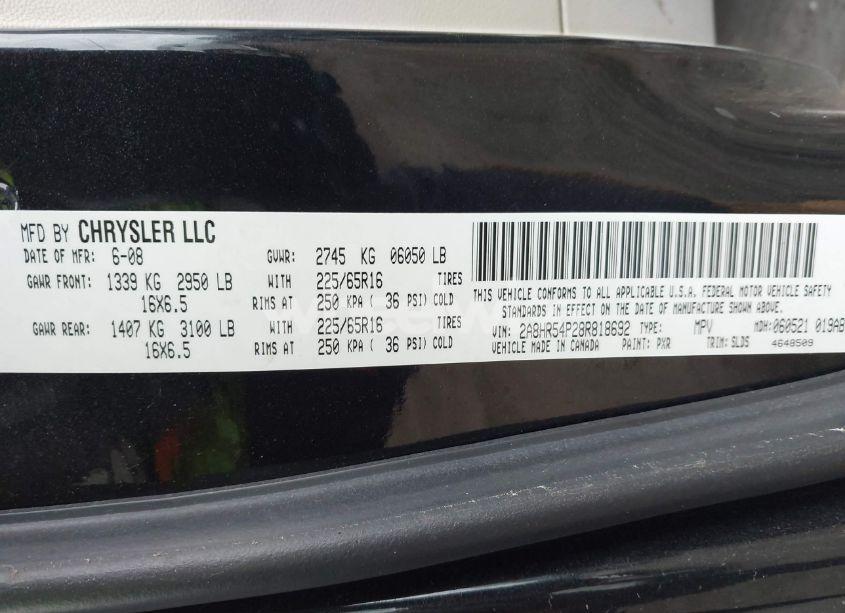 MFD BY CHRYSLER LLC
DATE OF MFR: 6-08 GVWR: 2745 KG 06050 LB
GAWR FRONT: 1339 KG 2950 LB WITH 225/65R16 TIRES
16X6.5 RIMS AT 250 KPA ( 36 PSI) COLD
GAWR REAR: 1407 KG 3100 LB WITH 225/65R16 TIRES
16X6.5 RIMS AT 250 KPA ( 36 PSI) COLD
THIS VEHICLE CONFORMS TO ALL APPLICABLE U.S.A. FEDERAL MOTOR VEHICLE SAFETY
STANDARDS IN EFFECT ON THE DATE OF MANUFACTURE SHOWN ABOVE.
VIN: 2A8HR54P28R818692 TYPE: MPV MDH: 060521 019AB
VEHICLE MADE IN CANADA PAINT: PXR TRIM: SLDS 4648509